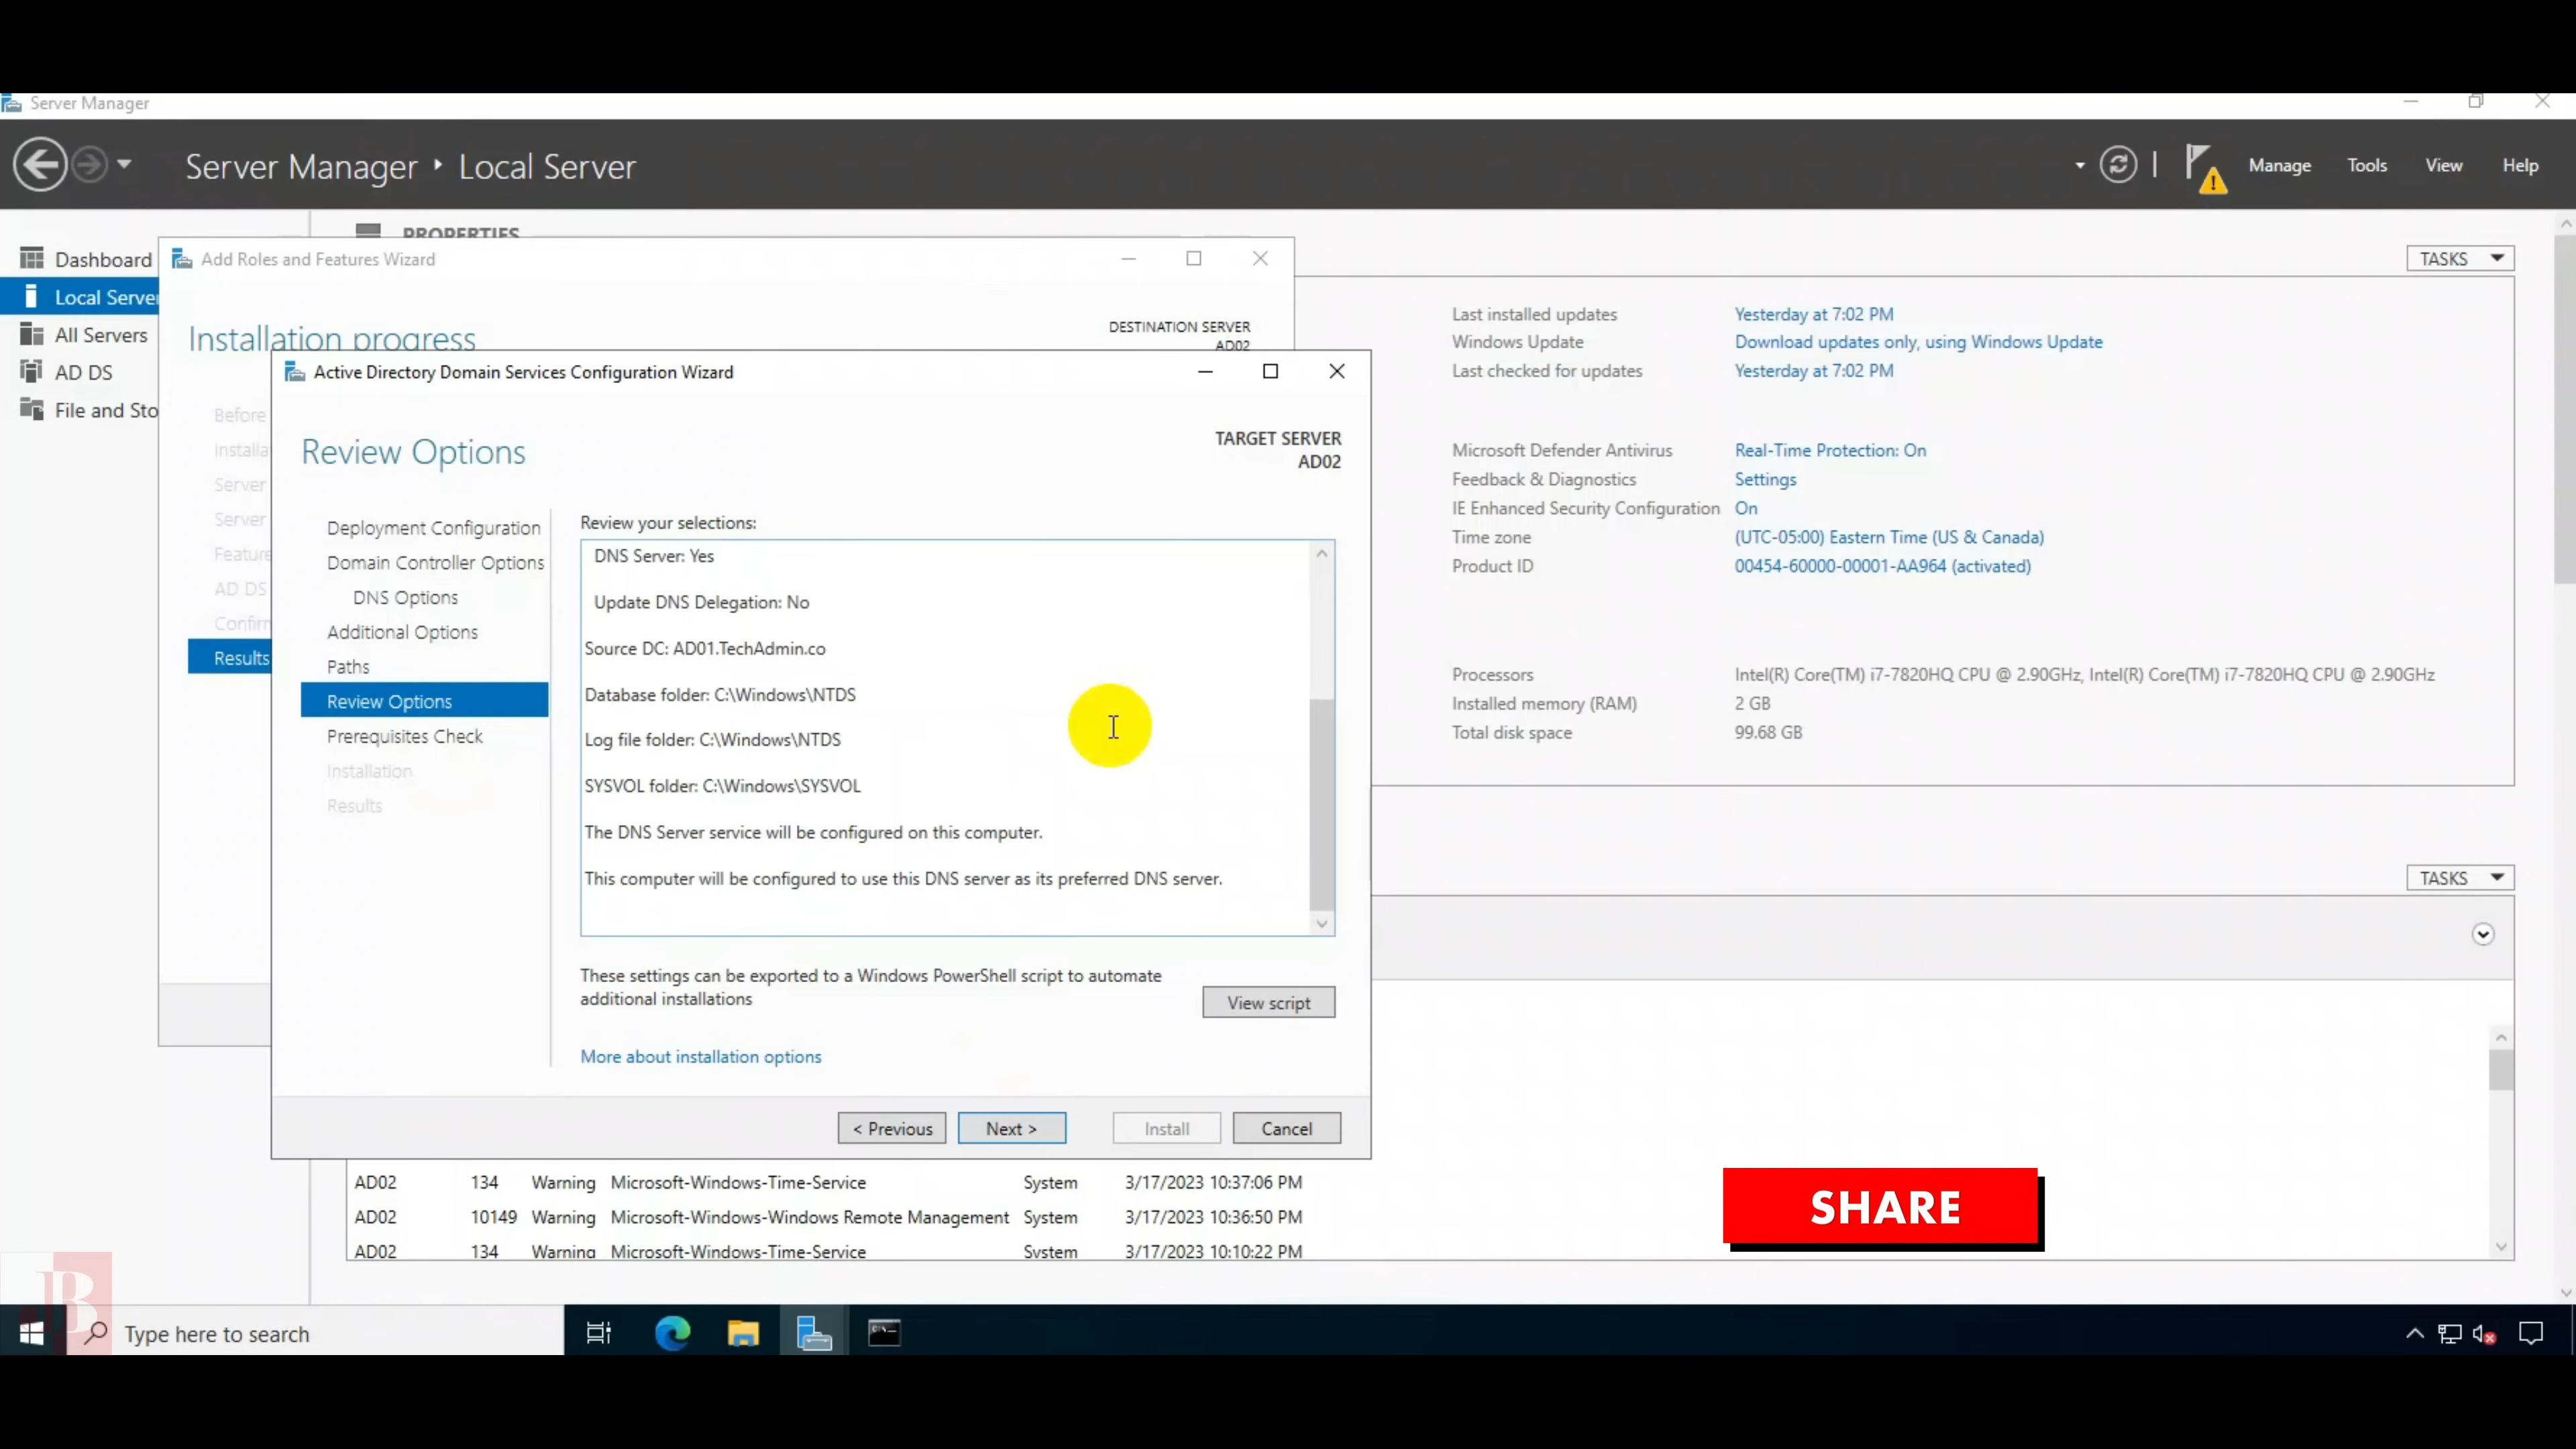 Server Manager
Server Manager Local Server
Manage Tools View Help
PROPERTIES
Dashboard
Local Server
All Servers
AD DS
File and Sto
TASKS
Add Roles and Features Wizard
Installation progress
DESTINATION SERVER
AD02
Before
Installa
Server
Server
Feature
AD DS
Confirm
Results
Active Directory Domain Services Configuration Wizard
Review Options
TARGET SERVER
AD02
Deployment Configuration
Domain Controller Options
DNS Options
Additional Options
Paths
Review Options
Prerequisites Check
Installation
Results
Review your selections:
DNS Server: Yes
Update DNS Delegation: No
Source DC: AD01.TechAdmin.co
Database folder: C:\Windows\NTDS
Log file folder: C:\Windows\NTDS
SYSVOL folder: C:\Windows\SYSVOL
The DNS Server service will be configured on this computer.
This computer will be configured to use this DNS server as its preferred DNS server.
These settings can be exported to a Windows PowerShell script to automate
additional installations
View script
More about installation options
< Previous Next > Install Cancel
Last installed updates Yesterday at 7:02 PM
Windows Update Download updates only, using Windows Update
Last checked for updates Yesterday at 7:02 PM
Microsoft Defender Antivirus Real-Time Protection: On
Feedback & Diagnostics Settings
IE Enhanced Security Configuration On
Time zone (UTC-05:00) Eastern Time (US & Canada)
Product ID 00454-60000-00001-AA964 (activated)
Processors Intel(R) Core(TM) i7-7820HQ CPU @ 2.90GHz, Intel(R) Core(TM) i7-7820HQ CPU @ 2.90GHz
Installed memory (RAM) 2 GB
Total disk space 99.68 GB
TASKS
AD02 134 Warning Microsoft-Windows-Time-Service System 3/17/2023 10:37:06 PM
AD02 10149 Warning Microsoft-Windows-Windows Remote Management System 3/17/2023 10:36:50 PM
AD02 134 Warning Microsoft-Windows-Time-Service System 3/17/2023 10:10:22 PM
SHARE
B
Type here to search